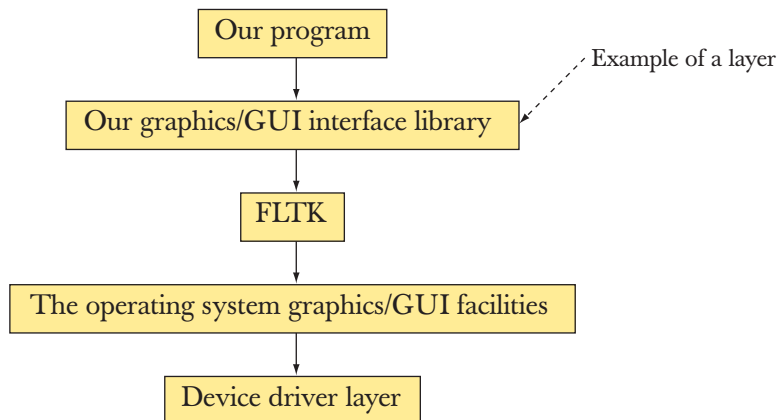 Our program
Example of a layer
Our graphics/GUI interface library
FLTK
The operating system graphics/GUI facilities
Device driver layer